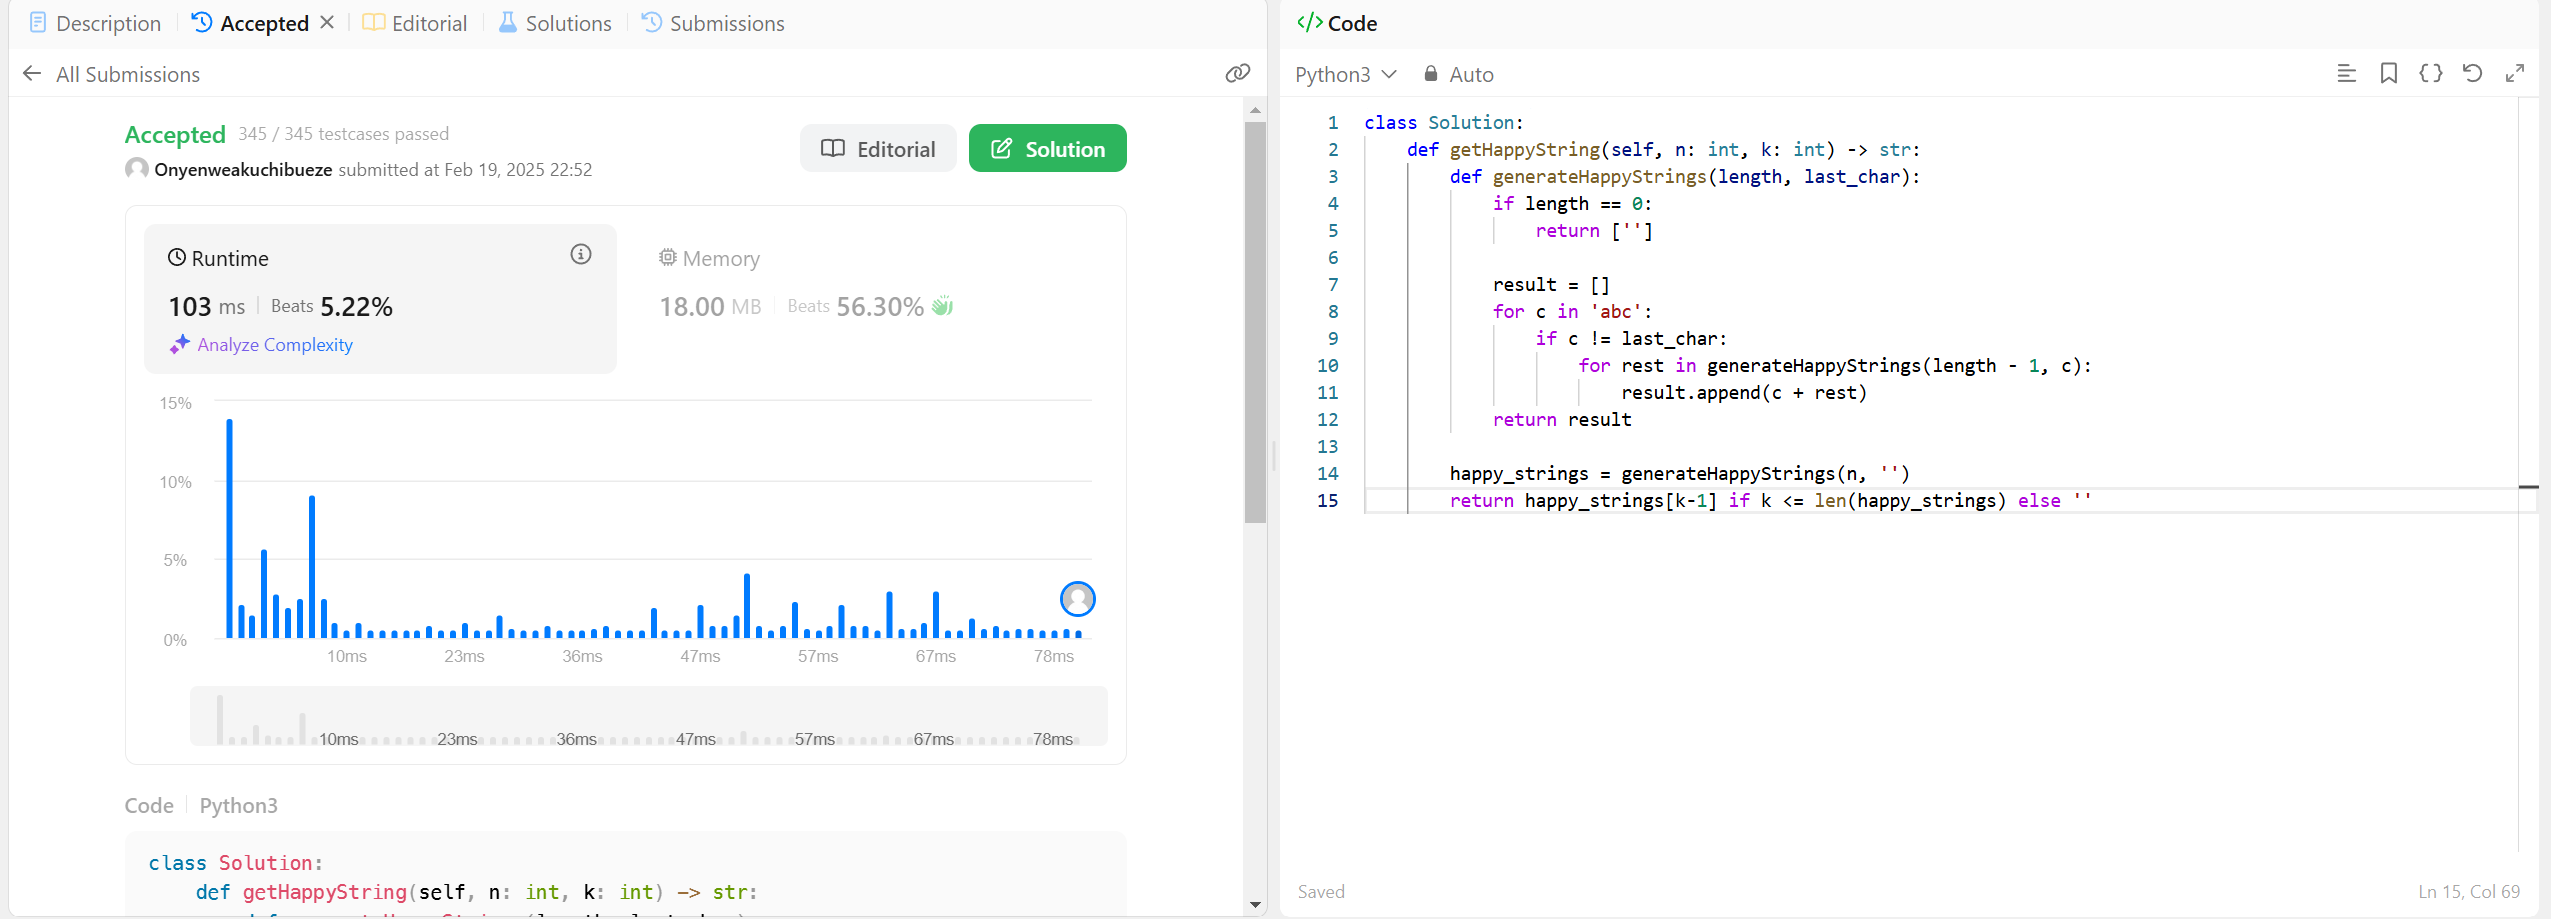 Description Accepted Editorial Solutions Submissions
All Submissions
Accepted 345 / 345 testcases passed
Onyenweakuchibueze submitted at Feb 19, 2025 22:52
Editorial Solution
Runtime
103 ms Beats 5.22%
Analyze Complexity
Memory
18.00 MB Beats 56.30%
15%
10%
5%
0%
10ms 23ms 36ms 47ms 57ms 67ms 78ms
10ms 23ms 36ms 47ms 57ms 67ms 78ms
Code Python3
class Solution:
    def getHappyString(self, n: int, k: int) -> str:
</> Code
Python3 Auto
1 class Solution:
2     def getHappyString(self, n: int, k: int) -> str:
3         def generateHappyStrings(length, last_char):
4             if length == 0:
5                 return ['']
6
7             result = []
8             for c in 'abc':
9                 if c != last_char:
10                     for rest in generateHappyStrings(length - 1, c):
11                         result.append(c + rest)
12             return result
13
14         happy_strings = generateHappyStrings(n, '')
15         return happy_strings[k-1] if k <= len(happy_strings) else ''
Saved Ln 15, Col 69